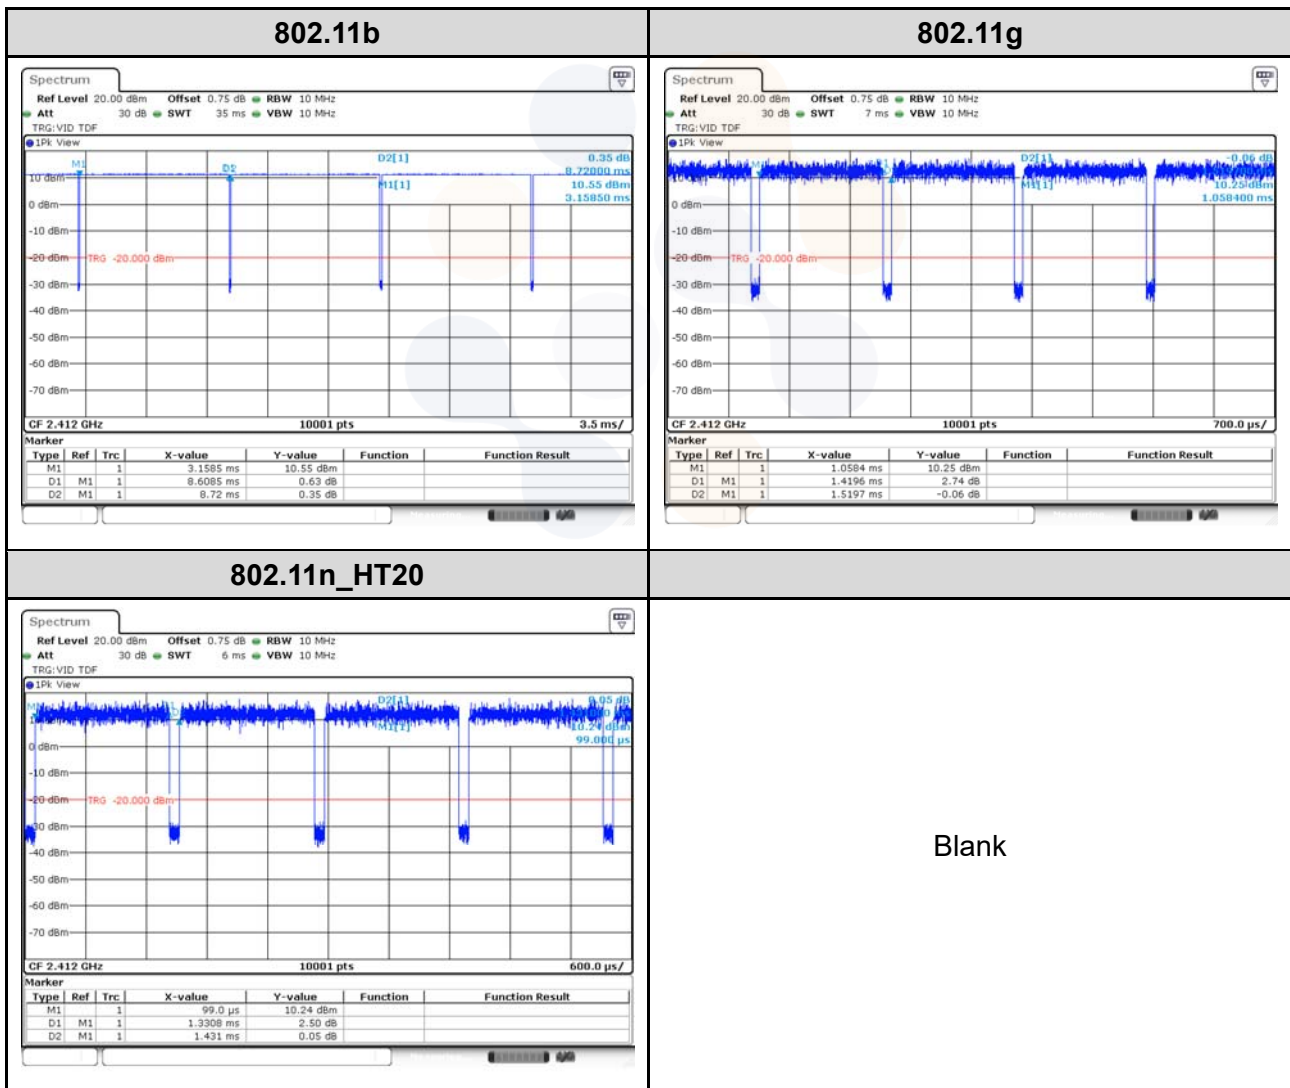 802.11b
Spectrum
Ref Level 20.00 dBm Offset 0.75 dB RBW 10 MHz
Att 30 dB SWT 35 ms VBW 10 MHz
TRG:VID TDF
1Pk View
D2[1] 0.35 dB
8.72000 ms
M1[1] 10.55 dBm
3.15850 ms
M1
D2
10 dBm
0 dBm
-10 dBm
-20 dBm
TRG -20.000 dBm
-30 dBm
-40 dBm
-50 dBm
-60 dBm
-70 dBm
CF 2.412 GHz 10001 pts 3.5 ms/
Marker
Type Ref Trc X-value Y-value Function Function Result
M1 1 3.1585 ms 10.55 dBm
D1 M1 1 8.6085 ms 0.63 dB
D2 M1 1 8.72 ms 0.35 dB
802.11g
Spectrum
Ref Level 20.00 dBm Offset 0.75 dB RBW 10 MHz
Att 30 dB SWT 7 ms VBW 10 MHz
TRG:VID TDF
1Pk View
D2[1] -0.06 dB
M1[1] 10.25 dBm
1.058400 ms
0 dBm
-10 dBm
-20 dBm
TRG -20.000 dBm
-30 dBm
-40 dBm
-50 dBm
-60 dBm
-70 dBm
CF 2.412 GHz 10001 pts 700.0 µs/
Marker
Type Ref Trc X-value Y-value Function Function Result
M1 1 1.0584 ms 10.25 dBm
D1 M1 1 1.4196 ms 2.74 dB
D2 M1 1 1.5197 ms -0.06 dB
802.11n_HT20
Spectrum
Ref Level 20.00 dBm Offset 0.75 dB RBW 10 MHz
Att 30 dB SWT 6 ms VBW 10 MHz
TRG:VID TDF
1Pk View
D2[1] 0.05 dB
M1[1] 10.24 dBm
99.000 µs
0 dBm
-10 dBm
-20 dBm
TRG -20.000 dBm
-30 dBm
-40 dBm
-50 dBm
-60 dBm
-70 dBm
CF 2.412 GHz 10001 pts 600.0 µs/
Marker
Type Ref Trc X-value Y-value Function Function Result
M1 1 99.0 µs 10.24 dBm
D1 M1 1 1.3308 ms 2.50 dB
D2 M1 1 1.431 ms 0.05 dB
Blank